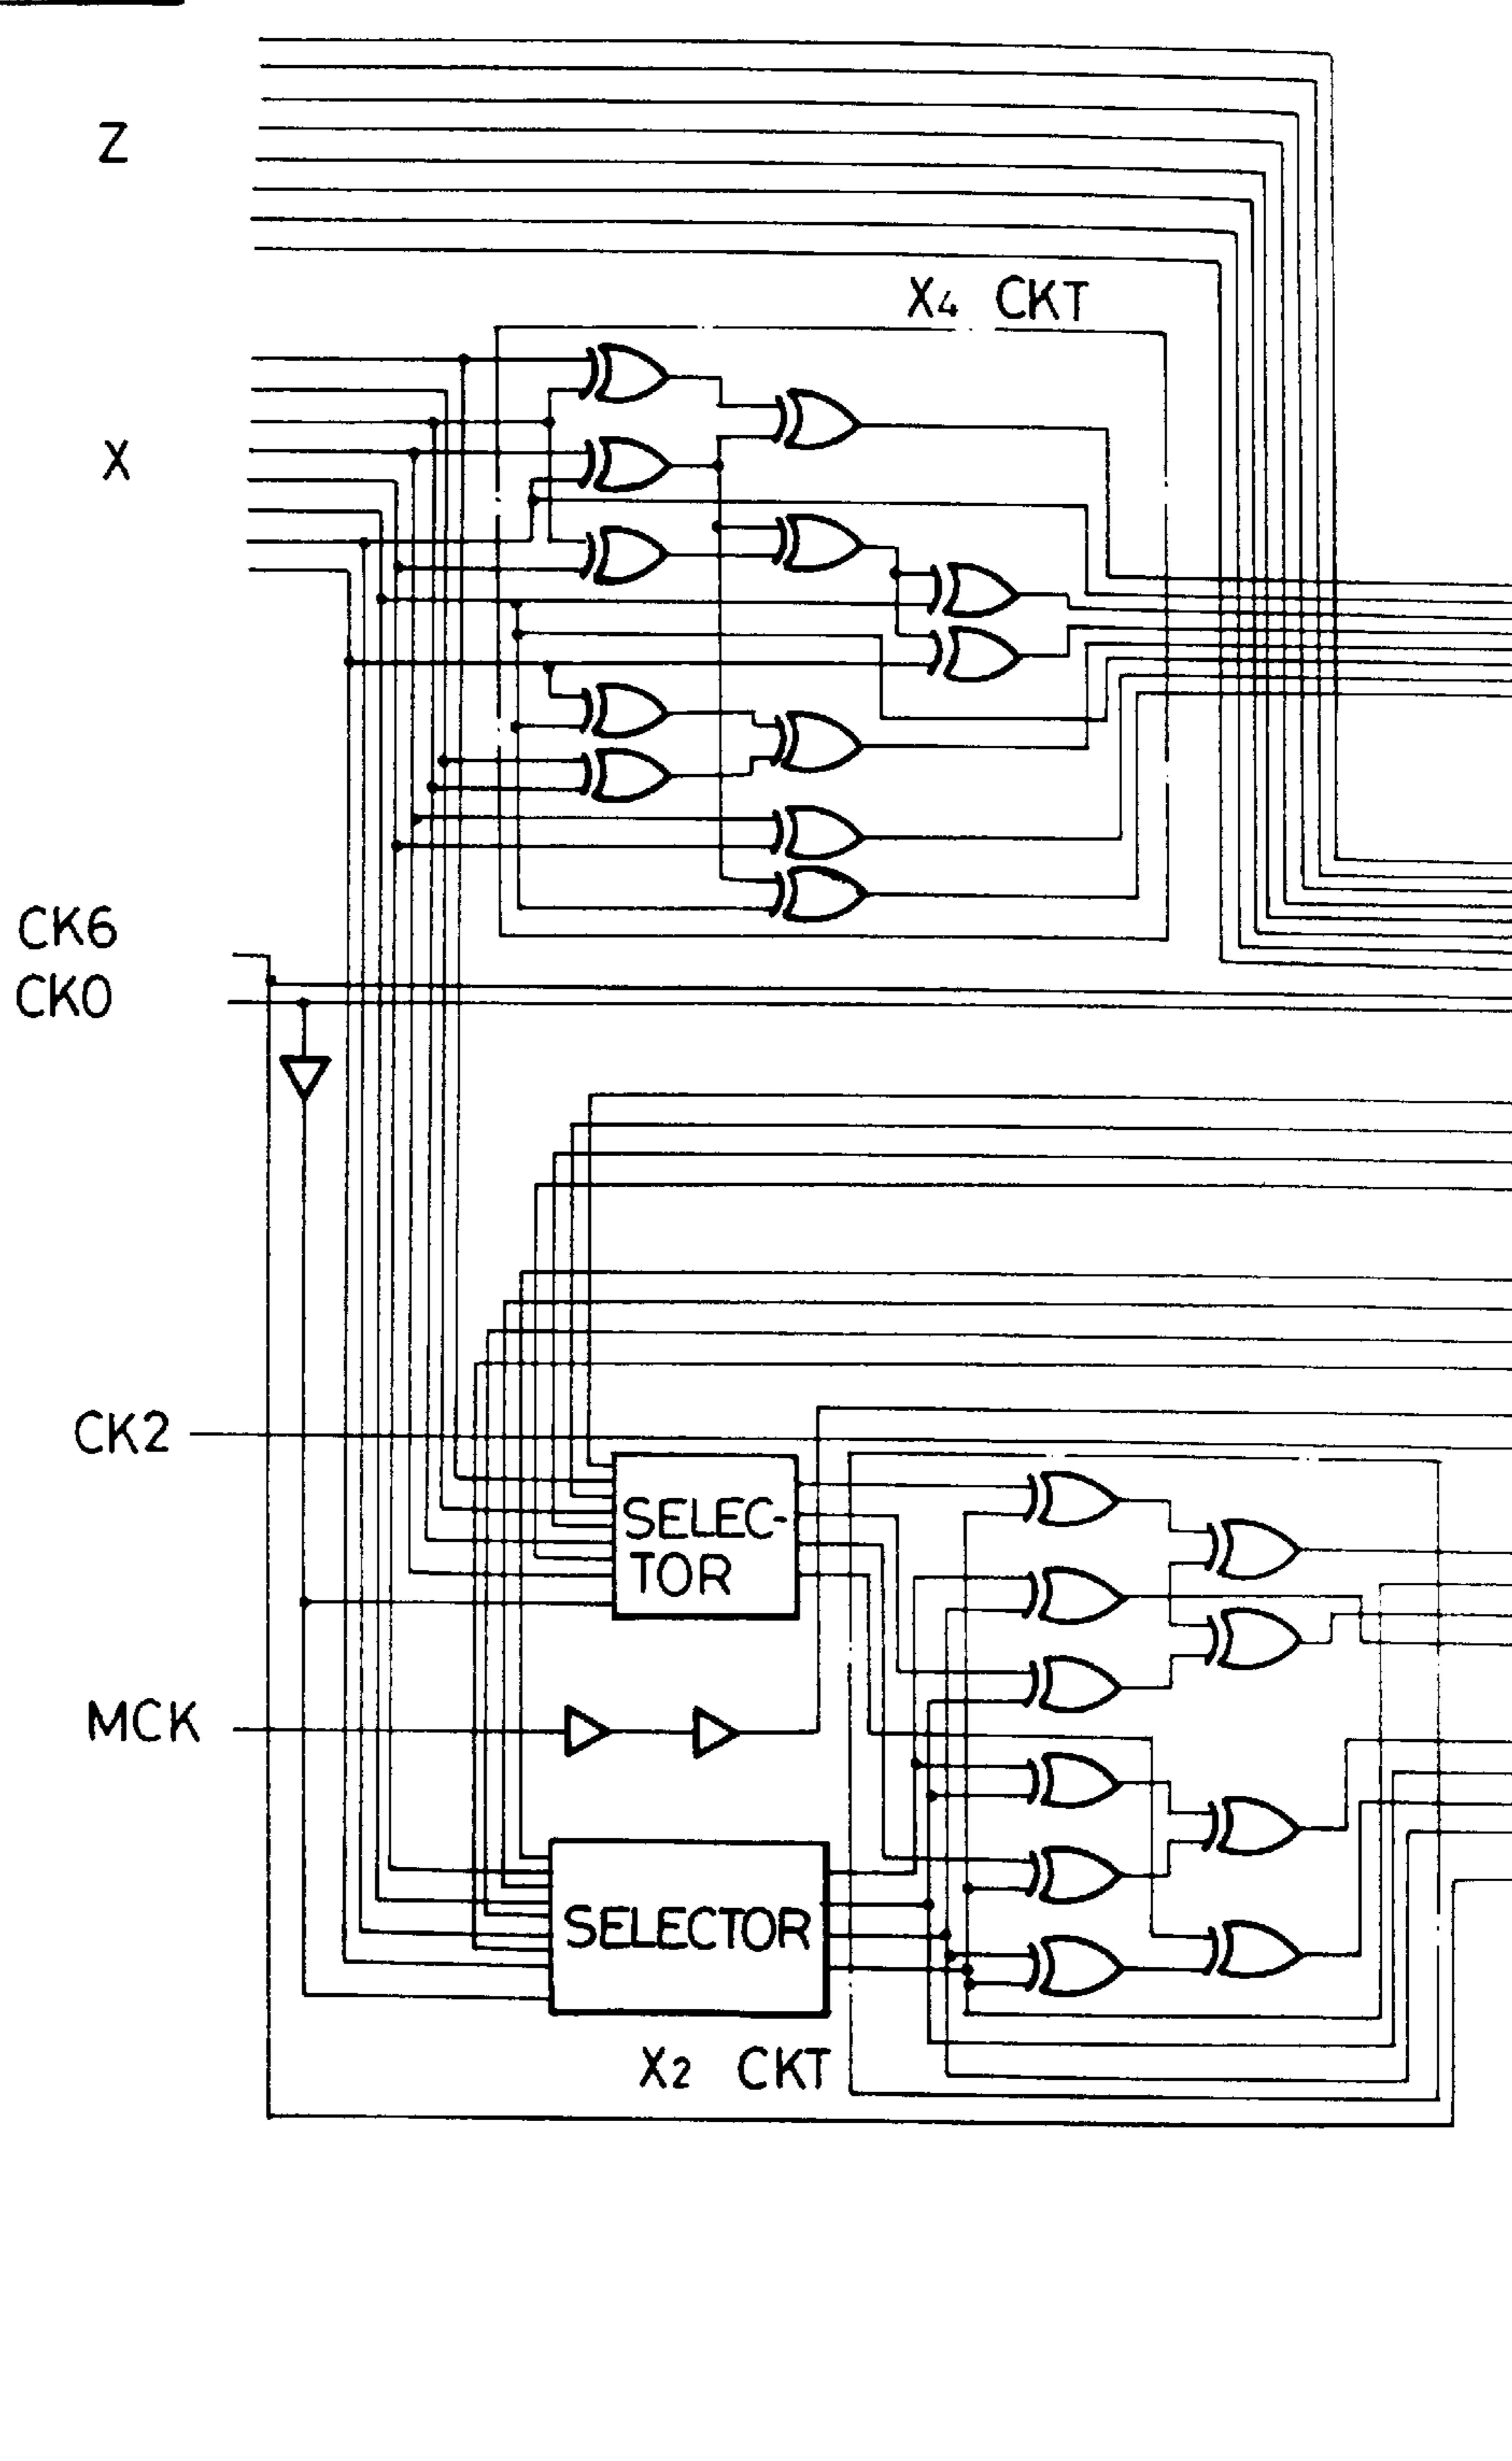 Z
X4 CKT
X
CK6
CK0
CK2
SELEC-
TOR
MCK
SELECTOR
X2 CKT